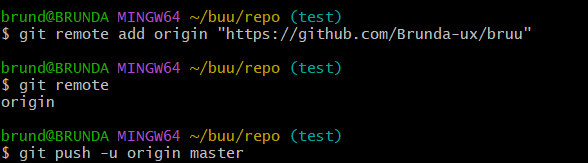 brund@BRUNDA MINGW64 ~/buu/repo (test)
$ git remote add origin "https://github.com/Brunda-ux/bruu"
brund@BRUNDA MINGW64 ~/buu/repo (test)
$ git remote
origin
brund@BRUNDA MINGW64 ~/buu/repo (test)
$ git push -u origin master